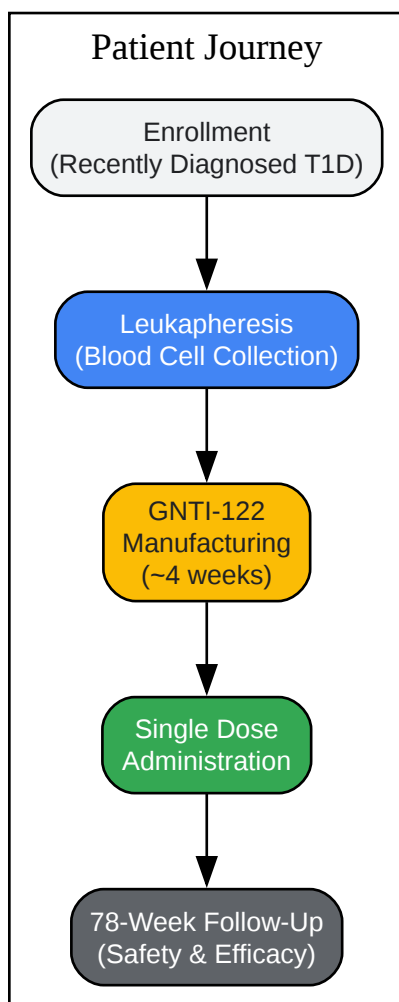 Patient Journey
Enrollment
(Recently Diagnosed T1D)
Leukapheresis
(Blood Cell Collection)
GNTI-122
Manufacturing
(~4 weeks)
Single Dose
Administration
78-Week Follow-Up
(Safety & Efficacy)